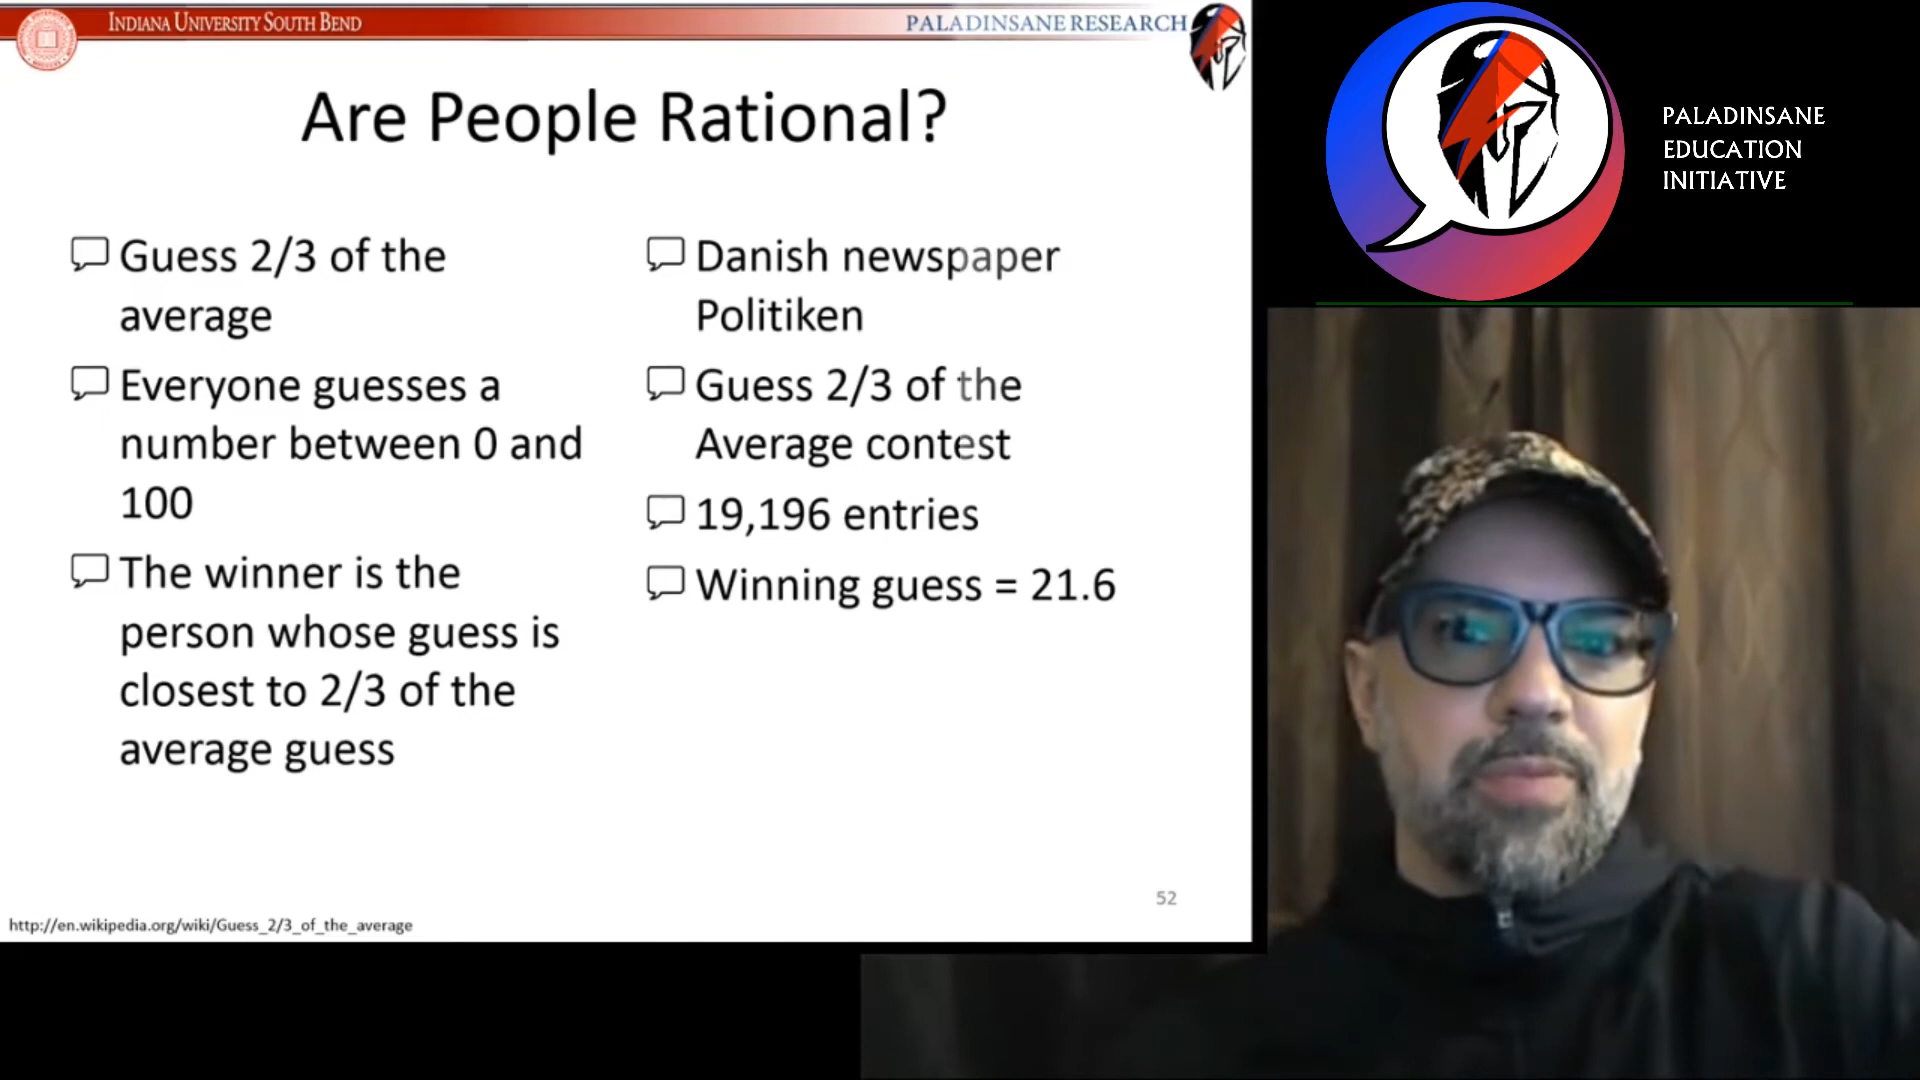 INDIANA UNIVERSITY SOUTH BEND
PALADINSANE RESEARCH
Are People Rational?
Guess 2/3 of the
average
Everyone guesses a
number between 0 and
100
The winner is the
person whose guess is
closest to 2/3 of the
average guess
Danish newspaper
Politiken
Guess 2/3 of the
Average contest
19,196 entries
Winning guess = 21.6
52
http://en.wikipedia.org/wiki/Guess_2/3_of_the_average
PALADINSANE
EDUCATION
INITIATIVE